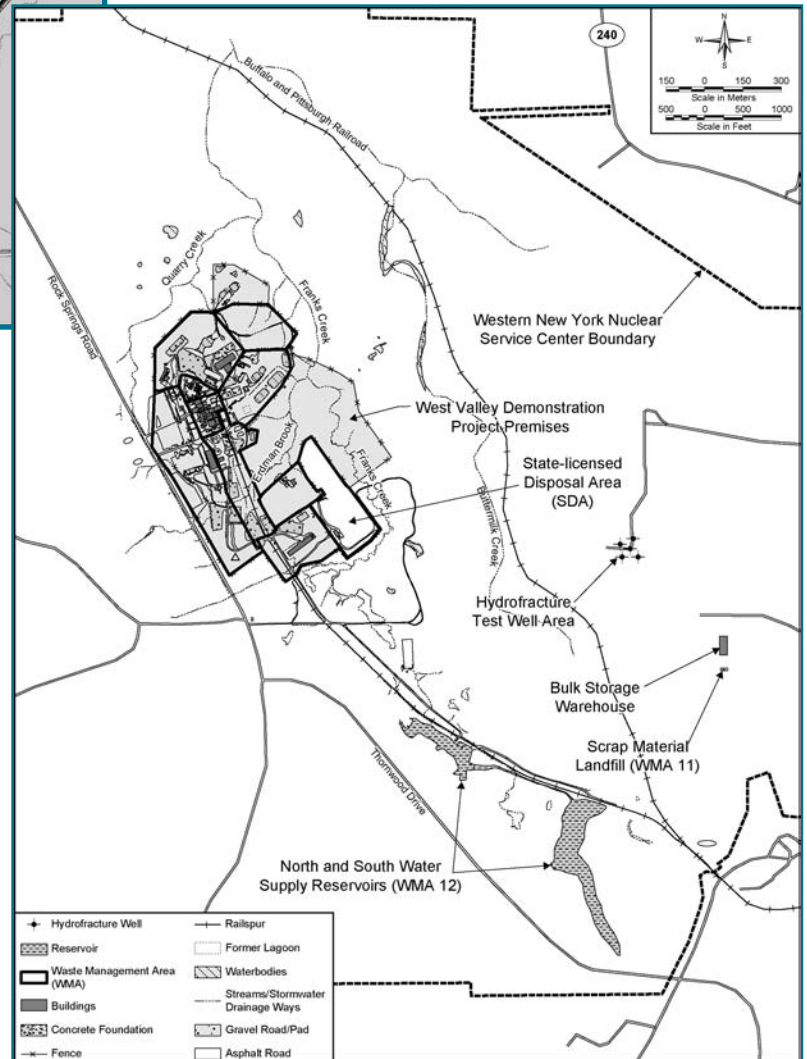 240
N
W E
S
150 0 150 300
Scale in Meters
500 0 500 1000
Scale in Feet
Buffalo and Pittsburgh Railroad
Quarry Creek
Franks Creek
Rock Springs Road
Western New York Nuclear
Service Center Boundary
West Valley Demonstration
Project Premises
Erdman Brook
Franks Creek
State-licensed
Disposal Area
(SDA)
Buttermilk Creek
Hydrofracture
Test Well Area
Bulk Storage
Warehouse
Scrap Material
Landfill (WMA 11)
Thornwood Drive
North and South Water
Supply Reservoirs (WMA 12)
Hydrofracture Well
Reservoir
Waste Management Area
(WMA)
Buildings
Concrete Foundation
Fence
Railspur
Former Lagoon
Waterbodies
Streams/Stormwater
Drainage Ways
Gravel Road/Pad
Asphalt Road